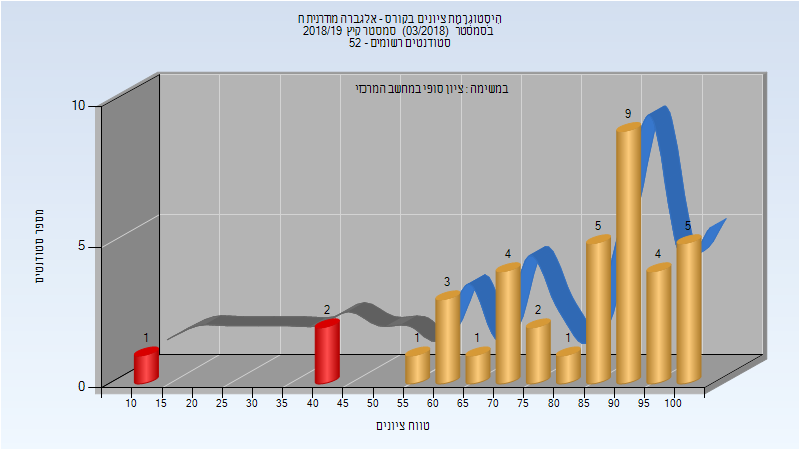 היסטוגרמת ציונים בקורס - אלגברה מודרנית ח
בסמסטר (03/2018) סמסטר קיץ 2018/19
סטודנטים רשומים - 52
במשימה : ציון סופי במחשב המרכזי
מספר סטודנטים
10
5
0
1
2
1
3
1
4
2
1
5
9
4
5
10 15 20 25 30 35 40 45 50 55 60 65 70 75 80 85 90 95 100
טווח ציונים